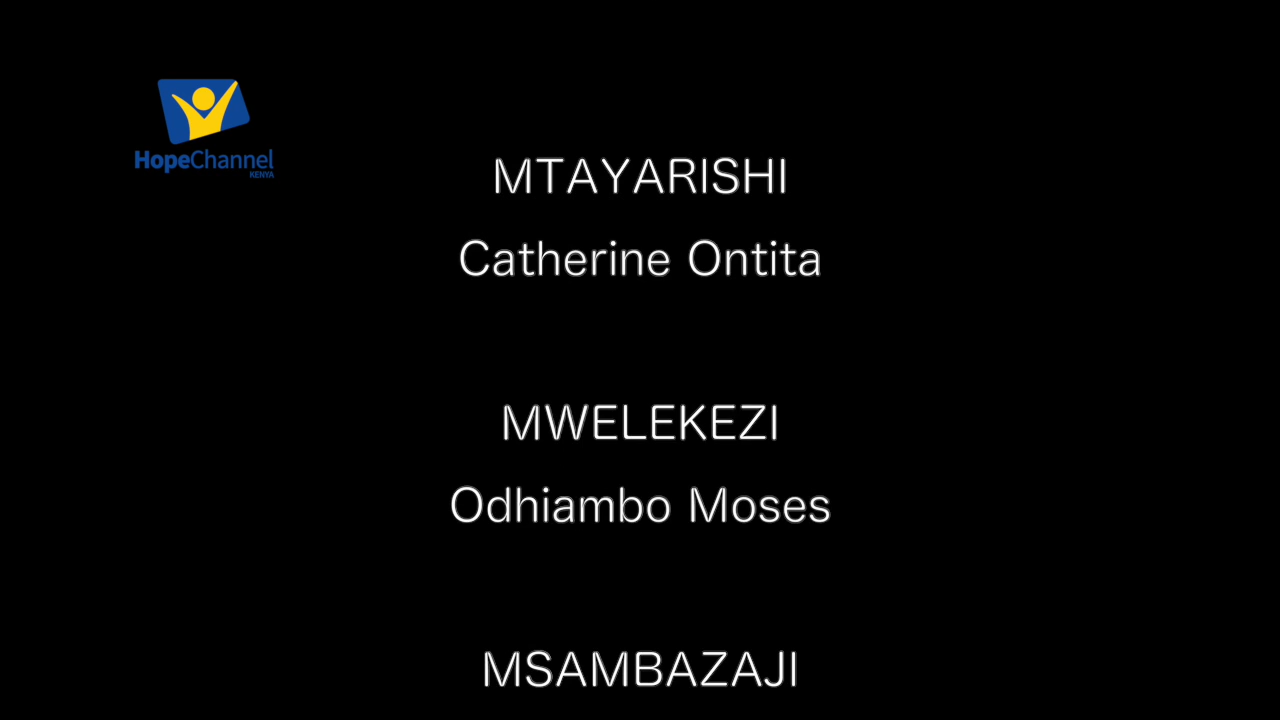 HopeChannel
KENYA
MTAYARISHI
Catherine Ontita
MWELEKEZI
Odhiambo Moses
MSAMBAZAJI